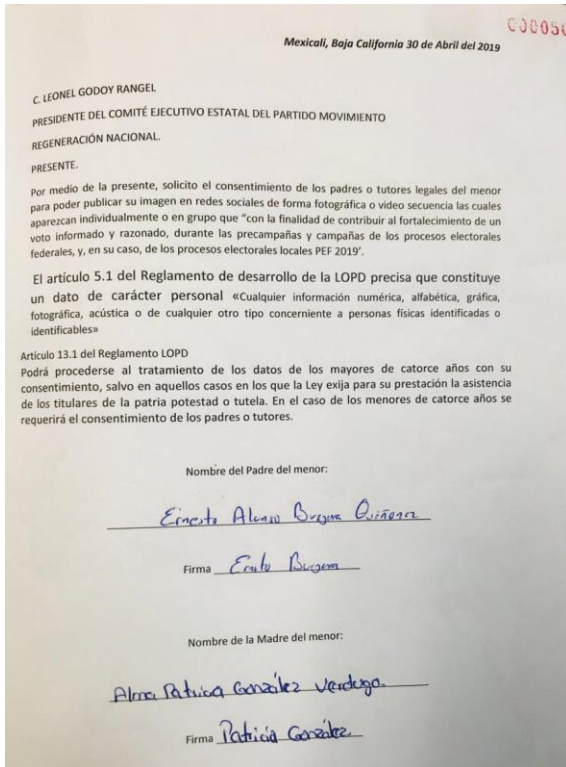 C00056
Mexicali, Baja California 30 de Abril del 2019
C. LEONEL GODOY RANGEL
PRESIDENTE DEL COMITÉ EJECUTIVO ESTATAL DEL PARTIDO MOVIMIENTO
REGENERACIÓN NACIONAL.
PRESENTE.
Por medio de la presente, solicito el consentimiento de los padres o tutores legales del menor
para poder publicar su imagen en redes sociales de forma fotográfica o video secuencia las cuales
aparezcan individualmente o en grupo que “con la finalidad de contribuir al fortalecimiento de un
voto informado y razonado, durante las precampañas y campañas de los procesos electorales
federales, y, en su caso, de los procesos electorales locales PEF 2019’.
El artículo 5.1 del Reglamento de desarrollo de la LOPD precisa que constituye
un dato de carácter personal «Cualquier información numérica, alfabética, gráfica,
fotográfica, acústica o de cualquier otro tipo concerniente a personas físicas identificadas o
identificables»
Artículo 13.1 del Reglamento LOPD
Podrá procederse al tratamiento de los datos de los mayores de catorce años con su
consentimiento, salvo en aquellos casos en los que la Ley exija para su prestación la asistencia
de los titulares de la patria potestad o tutela. En el caso de los menores de catorce años se
requerirá el consentimiento de los padres o tutores.
Nombre del Padre del menor:
Ernesto Alonso
Firma
Nombre de la Madre del menor:
Alma Patricia González Verdugo.
Firma Patricia González